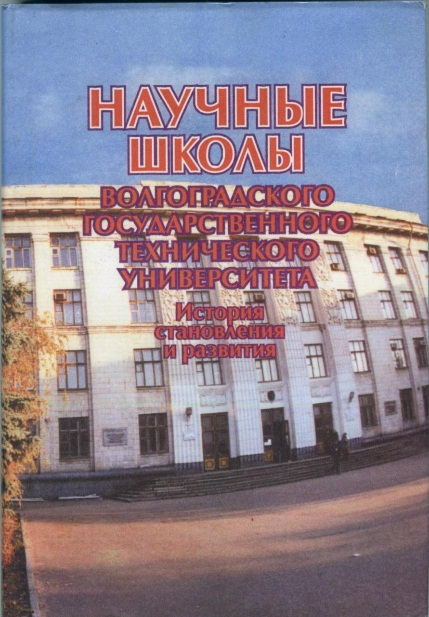 НАУЧНЫЕ
ШКОЛЫ
ВОЛГОГРАДСКОГО
ГОСУДАРСТВЕННОГО
ТЕХНИЧЕСКОГО
УНИВЕРСИТЕТА
История
становления
и развития